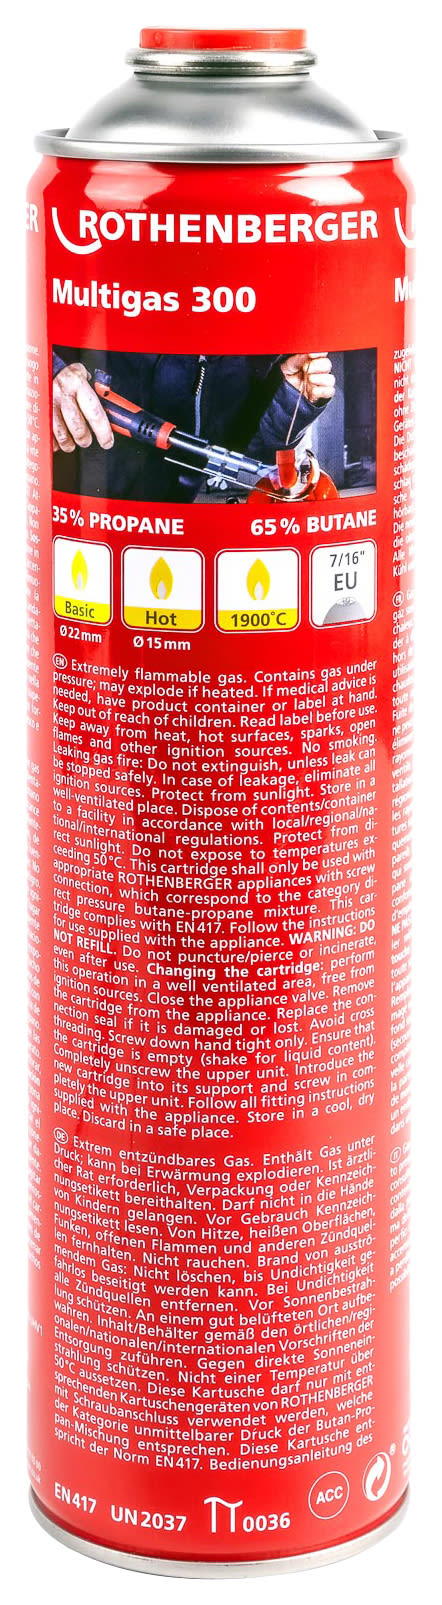 ROTHENBERGER
Multigas 300
35% PROPANE 65% BUTANE
Basic
Hot
1900°C
7/16"
EU
Ø22mm
Ø15mm
EN Extremely flammable gas. Contains gas under
pressure; may explode if heated. If medical advice is
needed, have product container or label at hand.
Keep out of reach of children. Read label before use.
Keep away from heat, hot surfaces, sparks, open
flames and other ignition sources. No smoking.
Leaking gas fire: Do not extinguish, unless leak can
be stopped safely. In case of leakage, eliminate all
ignition sources. Protect from sunlight. Store in a
well-ventilated place. Dispose of contents/container
to a facility in accordance with local/regional/na-
tional/international regulations. Protect from di-
rect sunlight. Do not expose to temperatures ex-
ceeding 50°C. This cartridge shall only be used with
appropriate ROTHENBERGER appliances with screw
connection, which correspond to the category di-
rect pressure butane-propane mixture. This car-
tridge complies with EN417. Follow the instructions
for use supplied with the appliance. WARNING: DO
NOT REFILL. Do not puncture/pierce or incinerate,
even after use. Changing the cartridge: perform
this operation in a well ventilated area, free from
ignition sources. Close the appliance valve. Remove
the cartridge from the appliance. Replace the con-
nection seal if it is damaged or lost. Avoid cross
threading. Screw down hand tight only. Ensure that
the cartridge is empty (shake for liquid content).
Completely unscrew the upper unit. Introduce the
new cartridge into its support and screw in com-
pletely the upper unit. Follow all fitting instructions
supplied with the appliance. Store in a cool, dry
place. Discard in a safe place.
DE Extrem entzündbares Gas. Enthält Gas unter
Druck; kann bei Erwärmung explodieren. Ist ärztli-
cher Rat erforderlich, Verpackung oder Kennzeich-
nungsetikett bereithalten. Darf nicht in die Hände
von Kindern gelangen. Vor Gebrauch Kennzeich-
nungsetikett lesen. Von Hitze, heißen Oberflächen,
Funken, offenen Flammen und anderen Zündquel-
len fernhalten. Nicht rauchen. Brand von ausströ-
mendem Gas: Nicht löschen, bis Undichtigkeit ge-
fahrlos beseitigt werden kann. Bei Undichtigkeit
alle Zündquellen entfernen. Vor Sonnenbestrah-
lung schützen. An einem gut belüfteten Ort aufbe-
wahren. Inhalt/Behälter gemäß den örtlichen/regi-
onalen/nationalen/internationalen Vorschriften der
Entsorgung zuführen. Gegen direkte Sonnenein-
strahlung schützen. Nicht einer Temperatur über
50°C aussetzen. Diese Kartusche darf nur mit ent-
sprechenden Kartuschengeräten von ROTHENBERGER
mit Schraubanschluss verwendet werden, welche
der Kategorie unmittelbarer Druck der Butan-Pro-
pan-Mischung entsprechen. Diese Kartusche ent-
spricht der Norm EN417. Bedienungsanleitung des
EN417 UN2037 0036 ACC